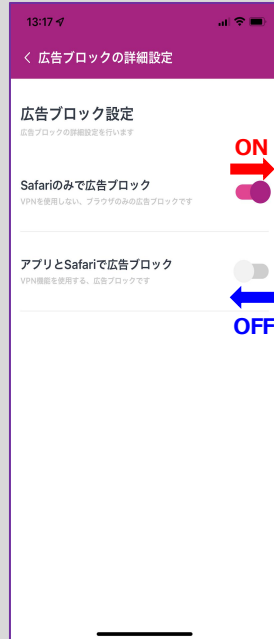 13:17
広告ブロックの詳細設定
広告ブロック設定
広告ブロックの詳細設定を行います
ON
Safariのみで広告ブロック
VPNを使用しない、ブラウザのみの広告ブロックです
アプリとSafariで広告ブロック
VPN機能を使用する、広告ブロックです
OFF